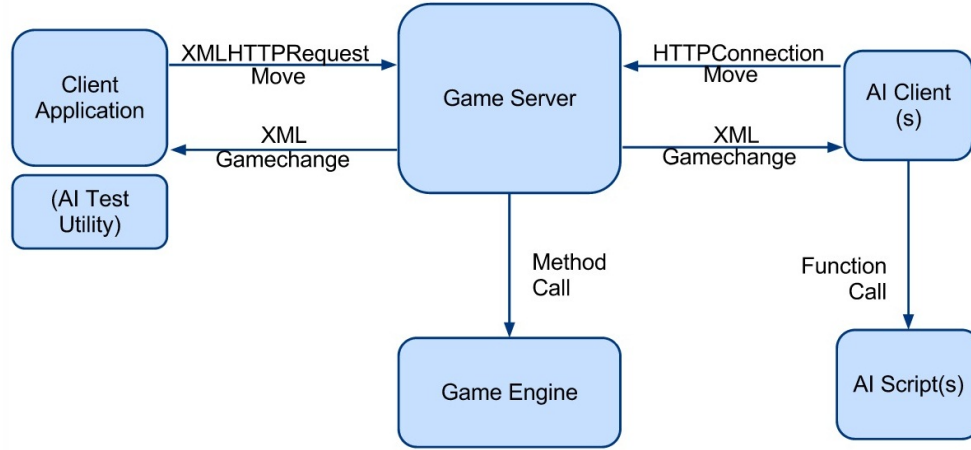 Client
Application
XMLHTTPRequest
Move
XML
Gamechange
(AI Test
Utility)
Game Server
HTTPConnection
Move
XML
Gamechange
AI Client
(s)
Method
Call
Function
Call
Game Engine
AI Script(s)